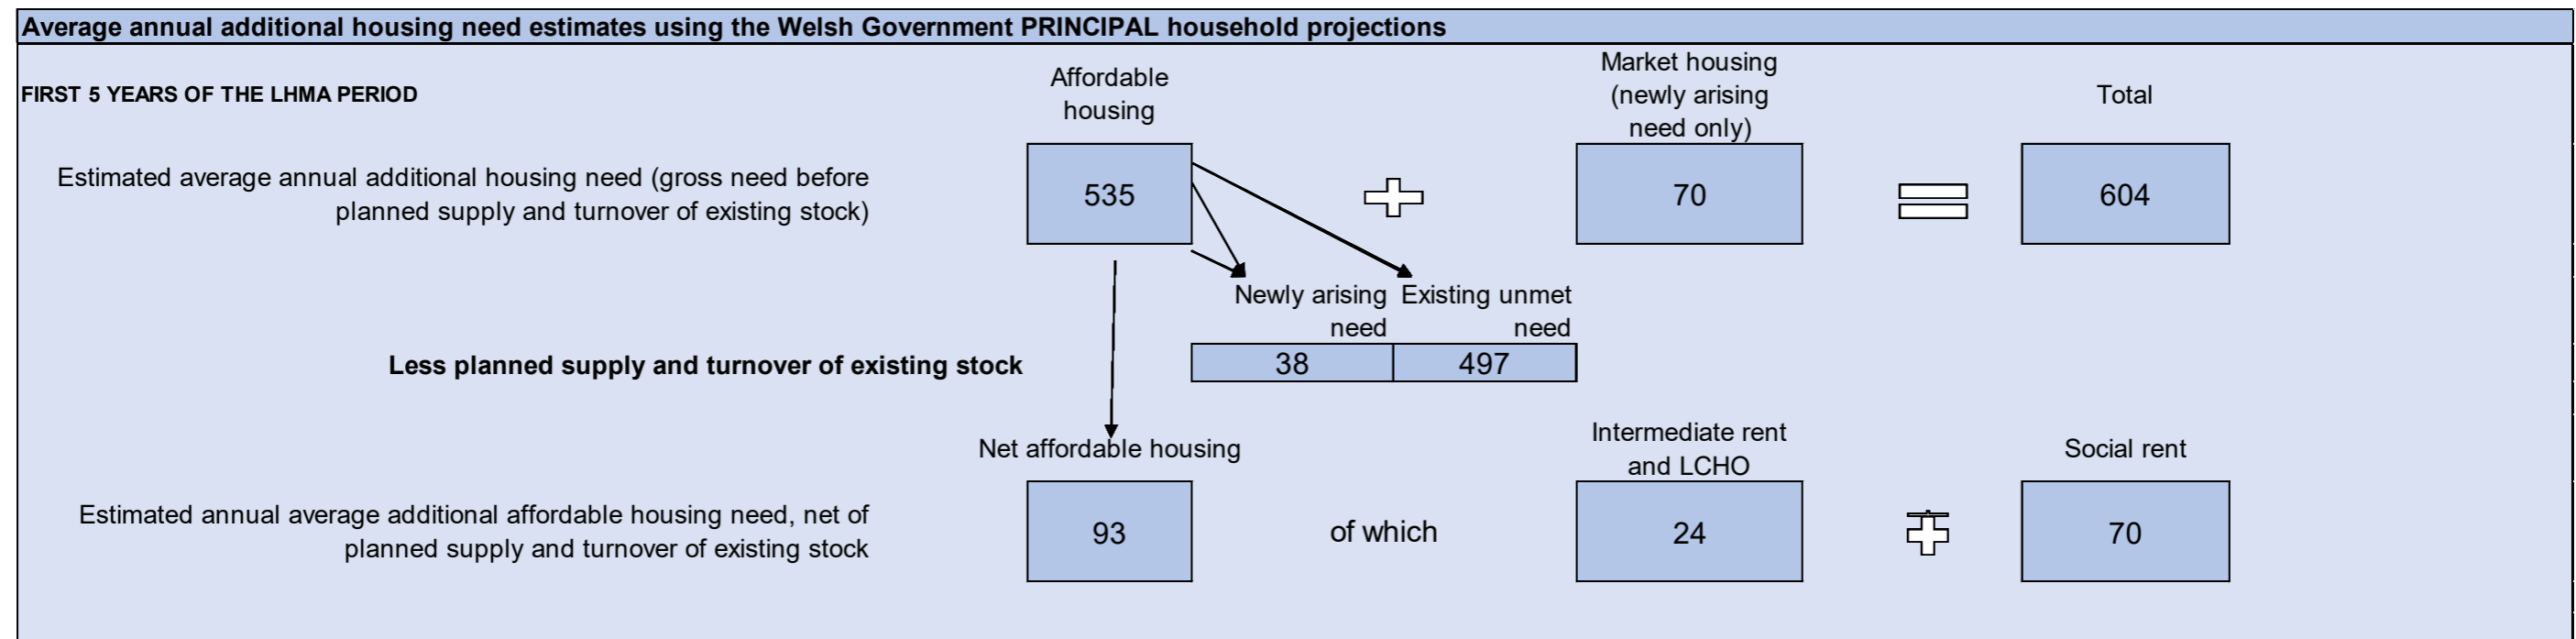 Average annual additional housing need estimates using the Welsh Government PRINCIPAL household projections
FIRST 5 YEARS OF THE LHMA PERIOD
Affordable
housing
Market housing
(newly arising
need only)
Total
Estimated average annual additional housing need (gross need before
planned supply and turnover of existing stock)
535
70
604
Newly arising
need
Existing unmet
need
Less planned supply and turnover of existing stock
38
497
Net affordable housing
Intermediate rent
and LCHO
Social rent
Estimated annual average additional affordable housing need, net of
planned supply and turnover of existing stock
93
of which
24
70